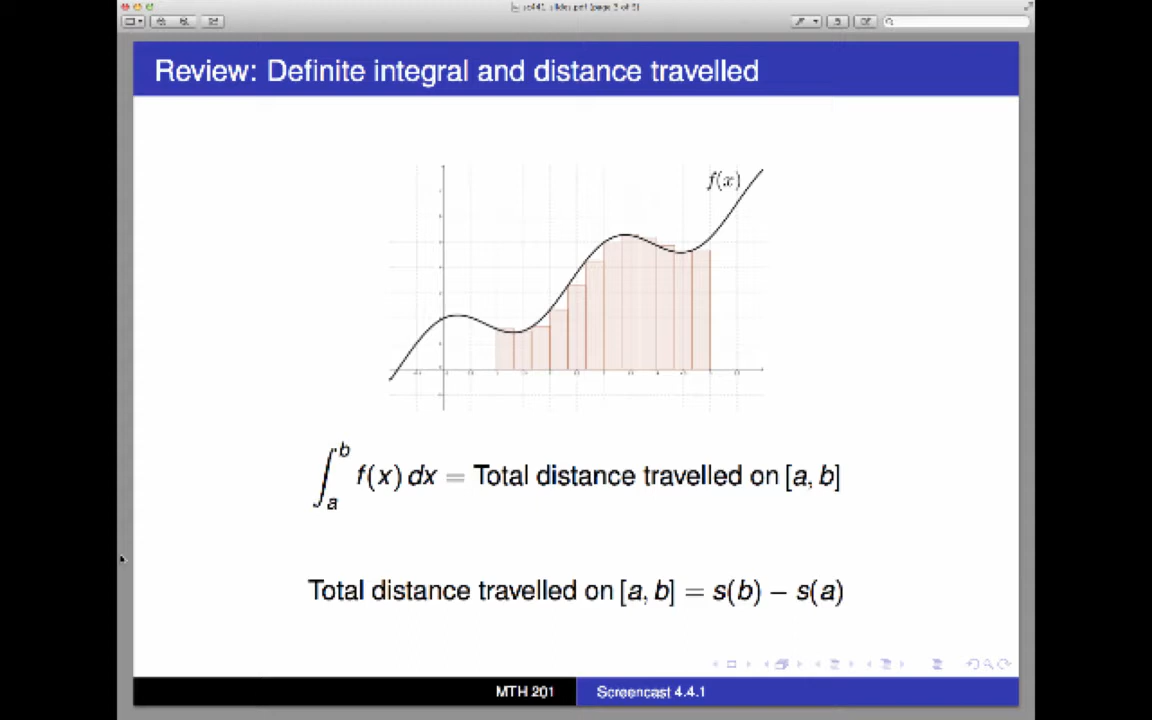 Review: Definite integral and distance travelled
f(x)
∫_a^b f(x) dx = Total distance travelled on [a, b]
Total distance travelled on [a, b] = s(b) − s(a)
MTH 201 Screencast 4.4.1